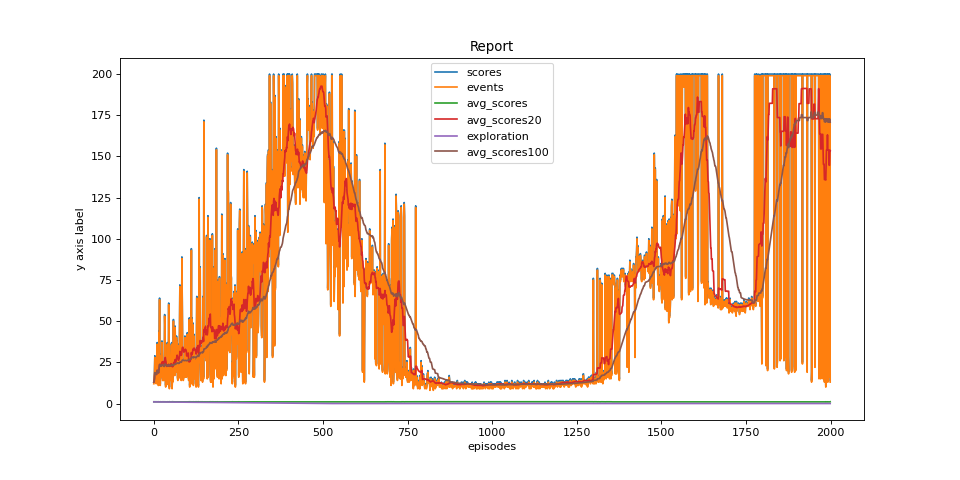 Report
200
175
150
125
100
75
50
25
0
y axis label
scores
events
avg_scores
avg_scores20
exploration
avg_scores100
0 250 500 750 1000 1250 1500 1750 2000
episodes